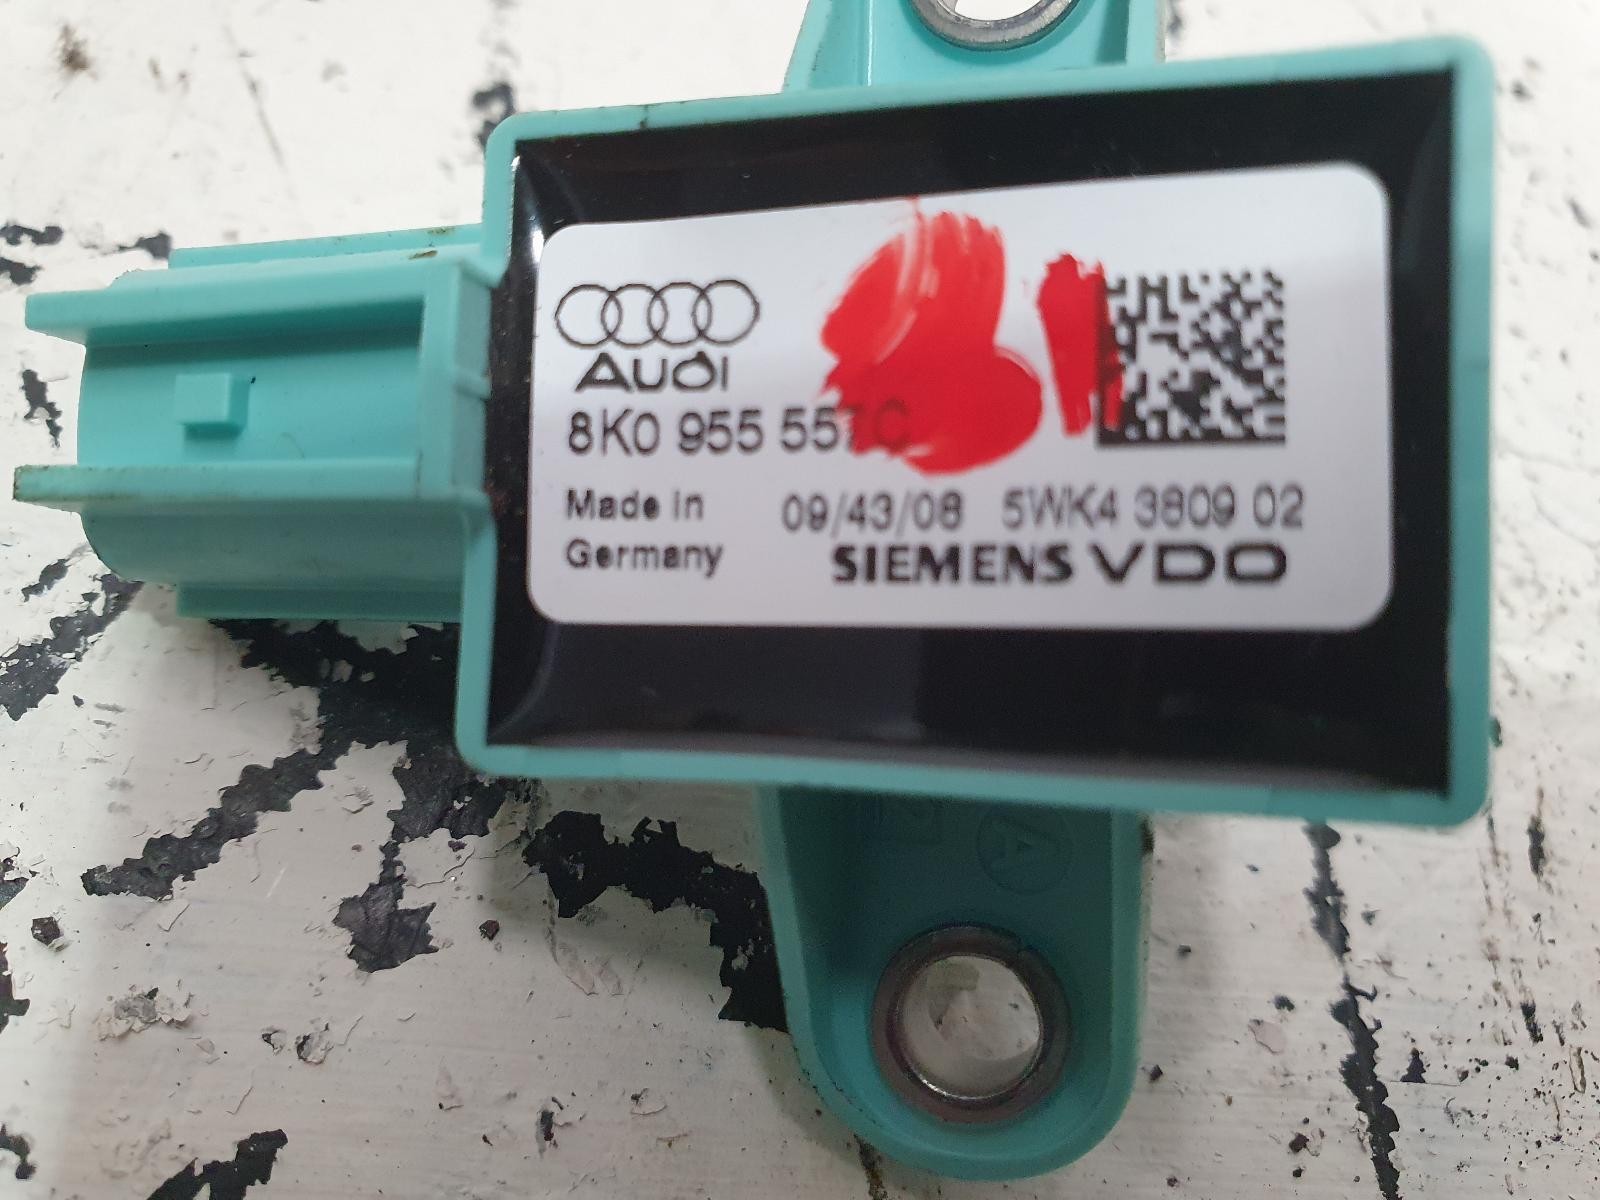 Audi
8K0 955 557C
Made in 09/43/08 5WK4 3809 02
Germany SIEMENS VDO
A